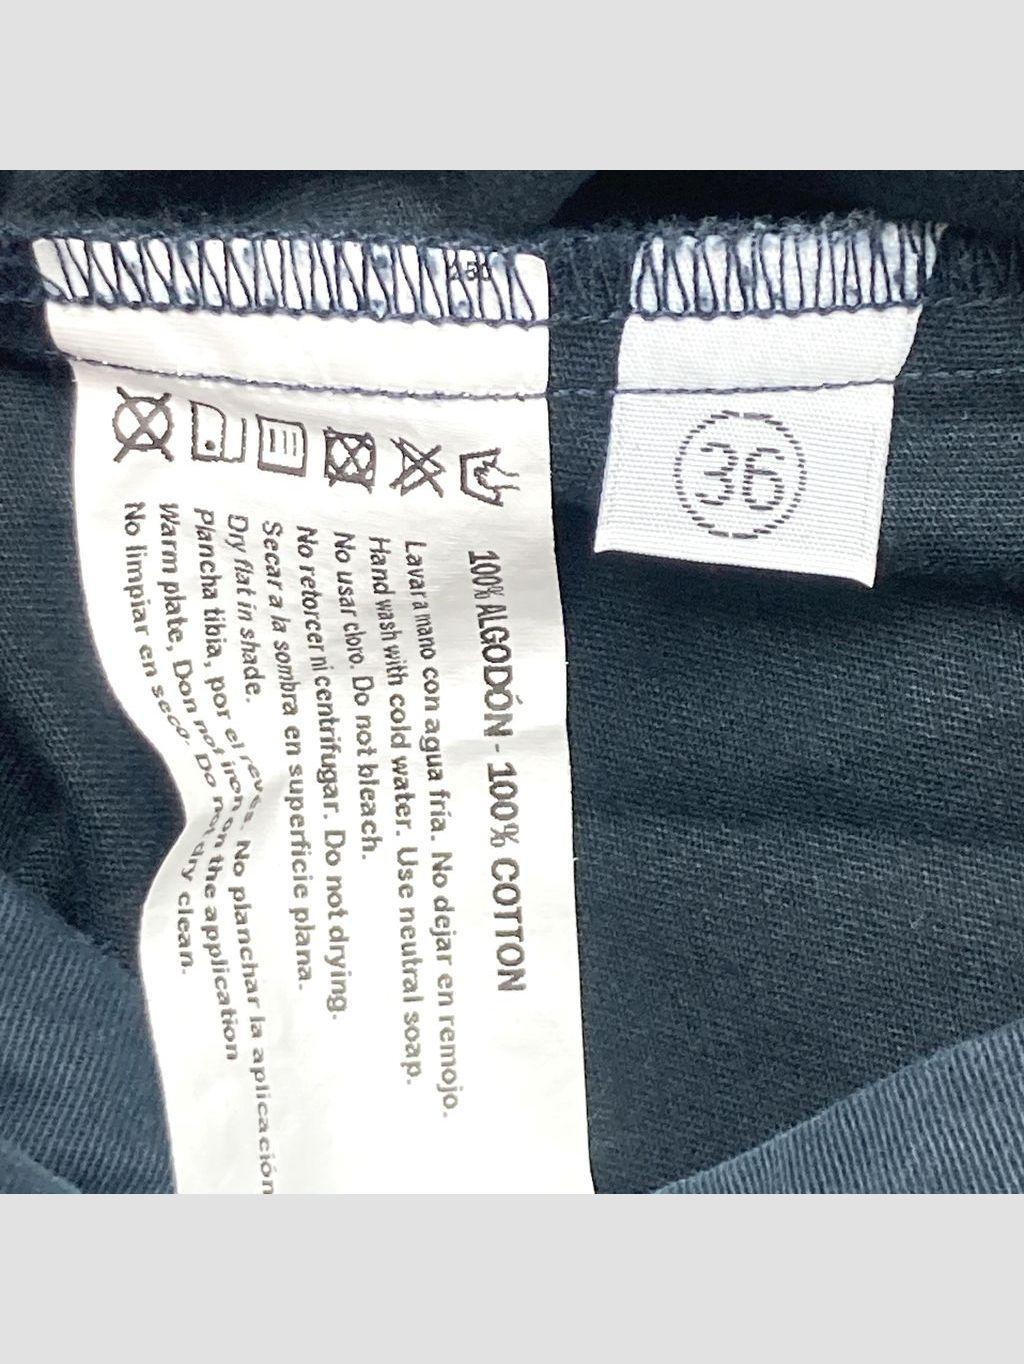 100% ALGODÓN - 100% COTTON
Lavar a mano con agua fría. No dejar en remojo.
Hand wash with cold water. Use neutral soap.
No usar cloro. Do not bleach.
No retorcer ni centrifugar. Do not drying.
Secar a la sombra en superficie plana.
Dry flat in shade.
Plancha tibia, por el revés. No planchar la aplicación
Warm plate, Don not iron on the application
No limpiar en seco. Do not dry clean.
36